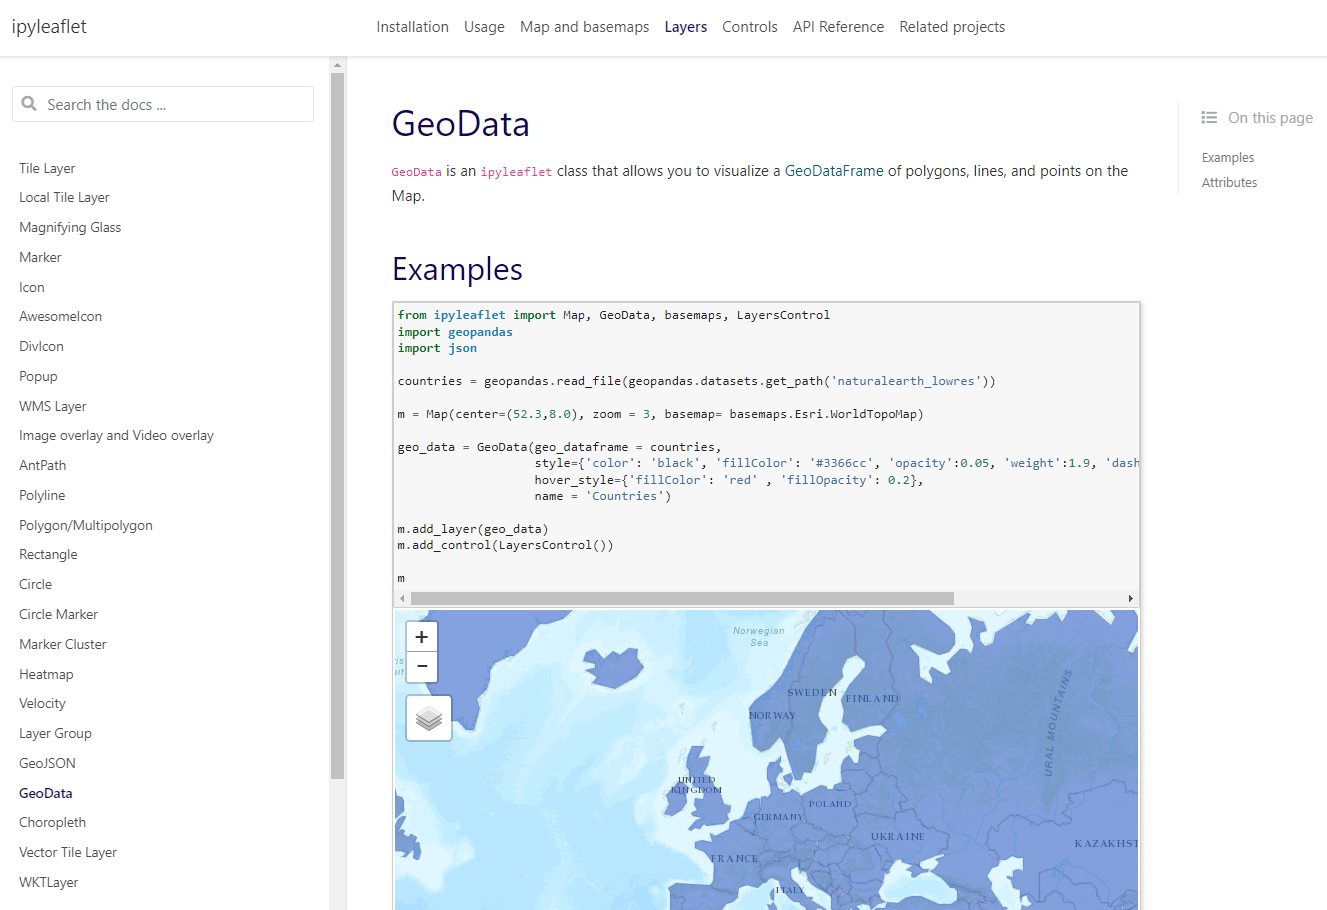 ipyleaflet
Installation Usage Map and basemaps Layers Controls API Reference Related projects
Search the docs ...
Tile Layer
Local Tile Layer
Magnifying Glass
Marker
Icon
AwesomeIcon
DivIcon
Popup
WMS Layer
Image overlay and Video overlay
AntPath
Polyline
Polygon/Multipolygon
Rectangle
Circle
Circle Marker
Marker Cluster
Heatmap
Velocity
Layer Group
GeoJSON
GeoData
Choropleth
Vector Tile Layer
WKTLayer
GeoData
GeoData is an ipyleaflet class that allows you to visualize a GeoDataFrame of polygons, lines, and points on the
Map.
Examples
from ipyleaflet import Map, GeoData, basemaps, LayersControl
import geopandas
import json
countries = geopandas.read_file(geopandas.datasets.get_path('naturalearth_lowres'))
m = Map(center=(52.3,8.0), zoom = 3, basemap= basemaps.Esri.WorldTopoMap)
geo_data = GeoData(geo_dataframe = countries,
style={'color': 'black', 'fillColor': '#3366cc', 'opacity':0.05, 'weight':1.9, 'dash
hover_style={'fillColor': 'red' , 'fillOpacity': 0.2},
name = 'Countries')
m.add_layer(geo_data)
m.add_control(LayersControl())
m
+
−
Norwegian
Sea
SWEDEN
FINLAND
NORWAY
URAL MOUNTAINS
UNITED
KINGDOM
POLAND
GERMANY
UKRAINE
KAZAKHST
FRANCE
ITALY
On this page
Examples
Attributes